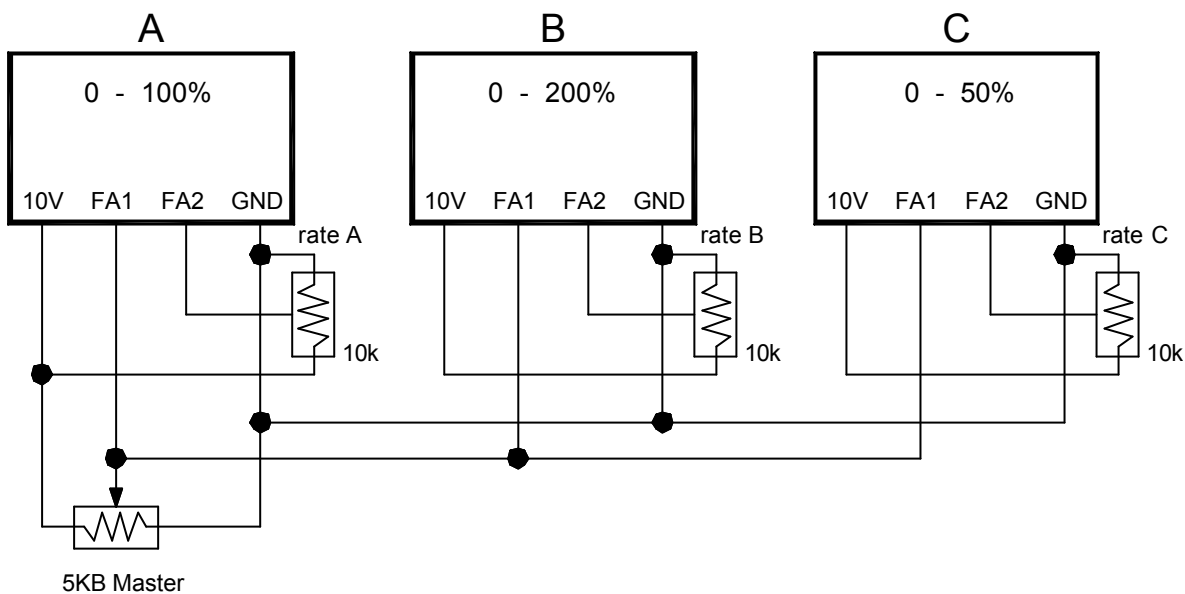 A B C
0 - 100% 0 - 200% 0 - 50%
10V FA1 FA2 GND 10V FA1 FA2 GND 10V FA1 FA2 GND
rate A rate B rate C
10k 10k 10k
5KB Master